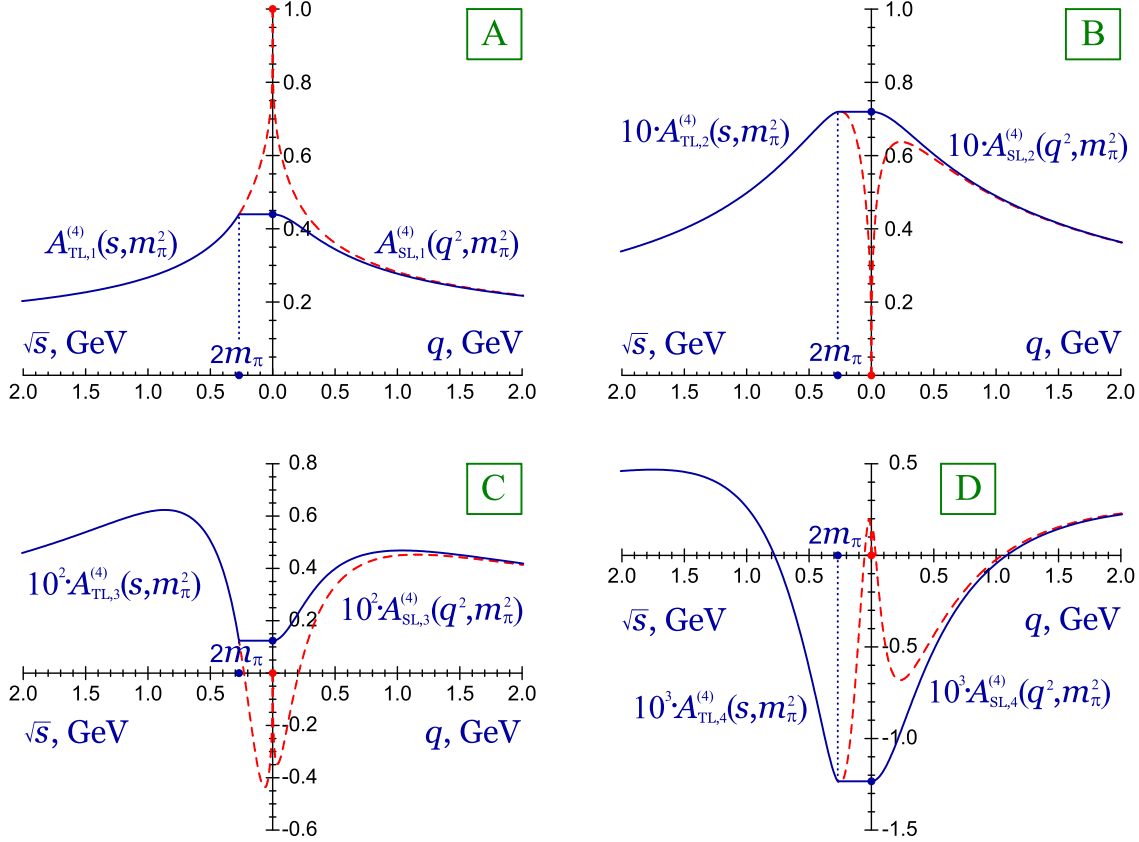 A
1.0
0.8
0.6
0.4
0.2
A_{TL,1}^{(4)}(s,m_π^2)
A_{SL,1}^{(4)}(q^2,m_π^2)
√s, GeV
q, GeV
2m_π
2.0 1.5 1.0 0.5 0.0 0.5 1.0 1.5 2.0
B
1.0
0.8
0.6
0.4
0.2
10·A_{TL,2}^{(4)}(s,m_π^2)
10·A_{SL,2}^{(4)}(q^2,m_π^2)
√s, GeV
q, GeV
2m_π
2.0 1.5 1.0 0.5 0.0 0.5 1.0 1.5 2.0
C
0.8
0.6
0.4
0.2
-0.2
-0.4
-0.6
10^2·A_{TL,3}^{(4)}(s,m_π^2)
10^2·A_{SL,3}^{(4)}(q^2,m_π^2)
2m_π
2.0 1.5 1.0 0.5 0.5 1.0 1.5 2.0
√s, GeV
q, GeV
D
0.5
-0.5
-1.0
-1.5
2m_π
2.0 1.5 1.0 0.5 0.5 1.0 1.5 2.0
√s, GeV
q, GeV
10^3·A_{TL,4}^{(4)}(s,m_π^2)
10^3·A_{SL,4}^{(4)}(q^2,m_π^2)